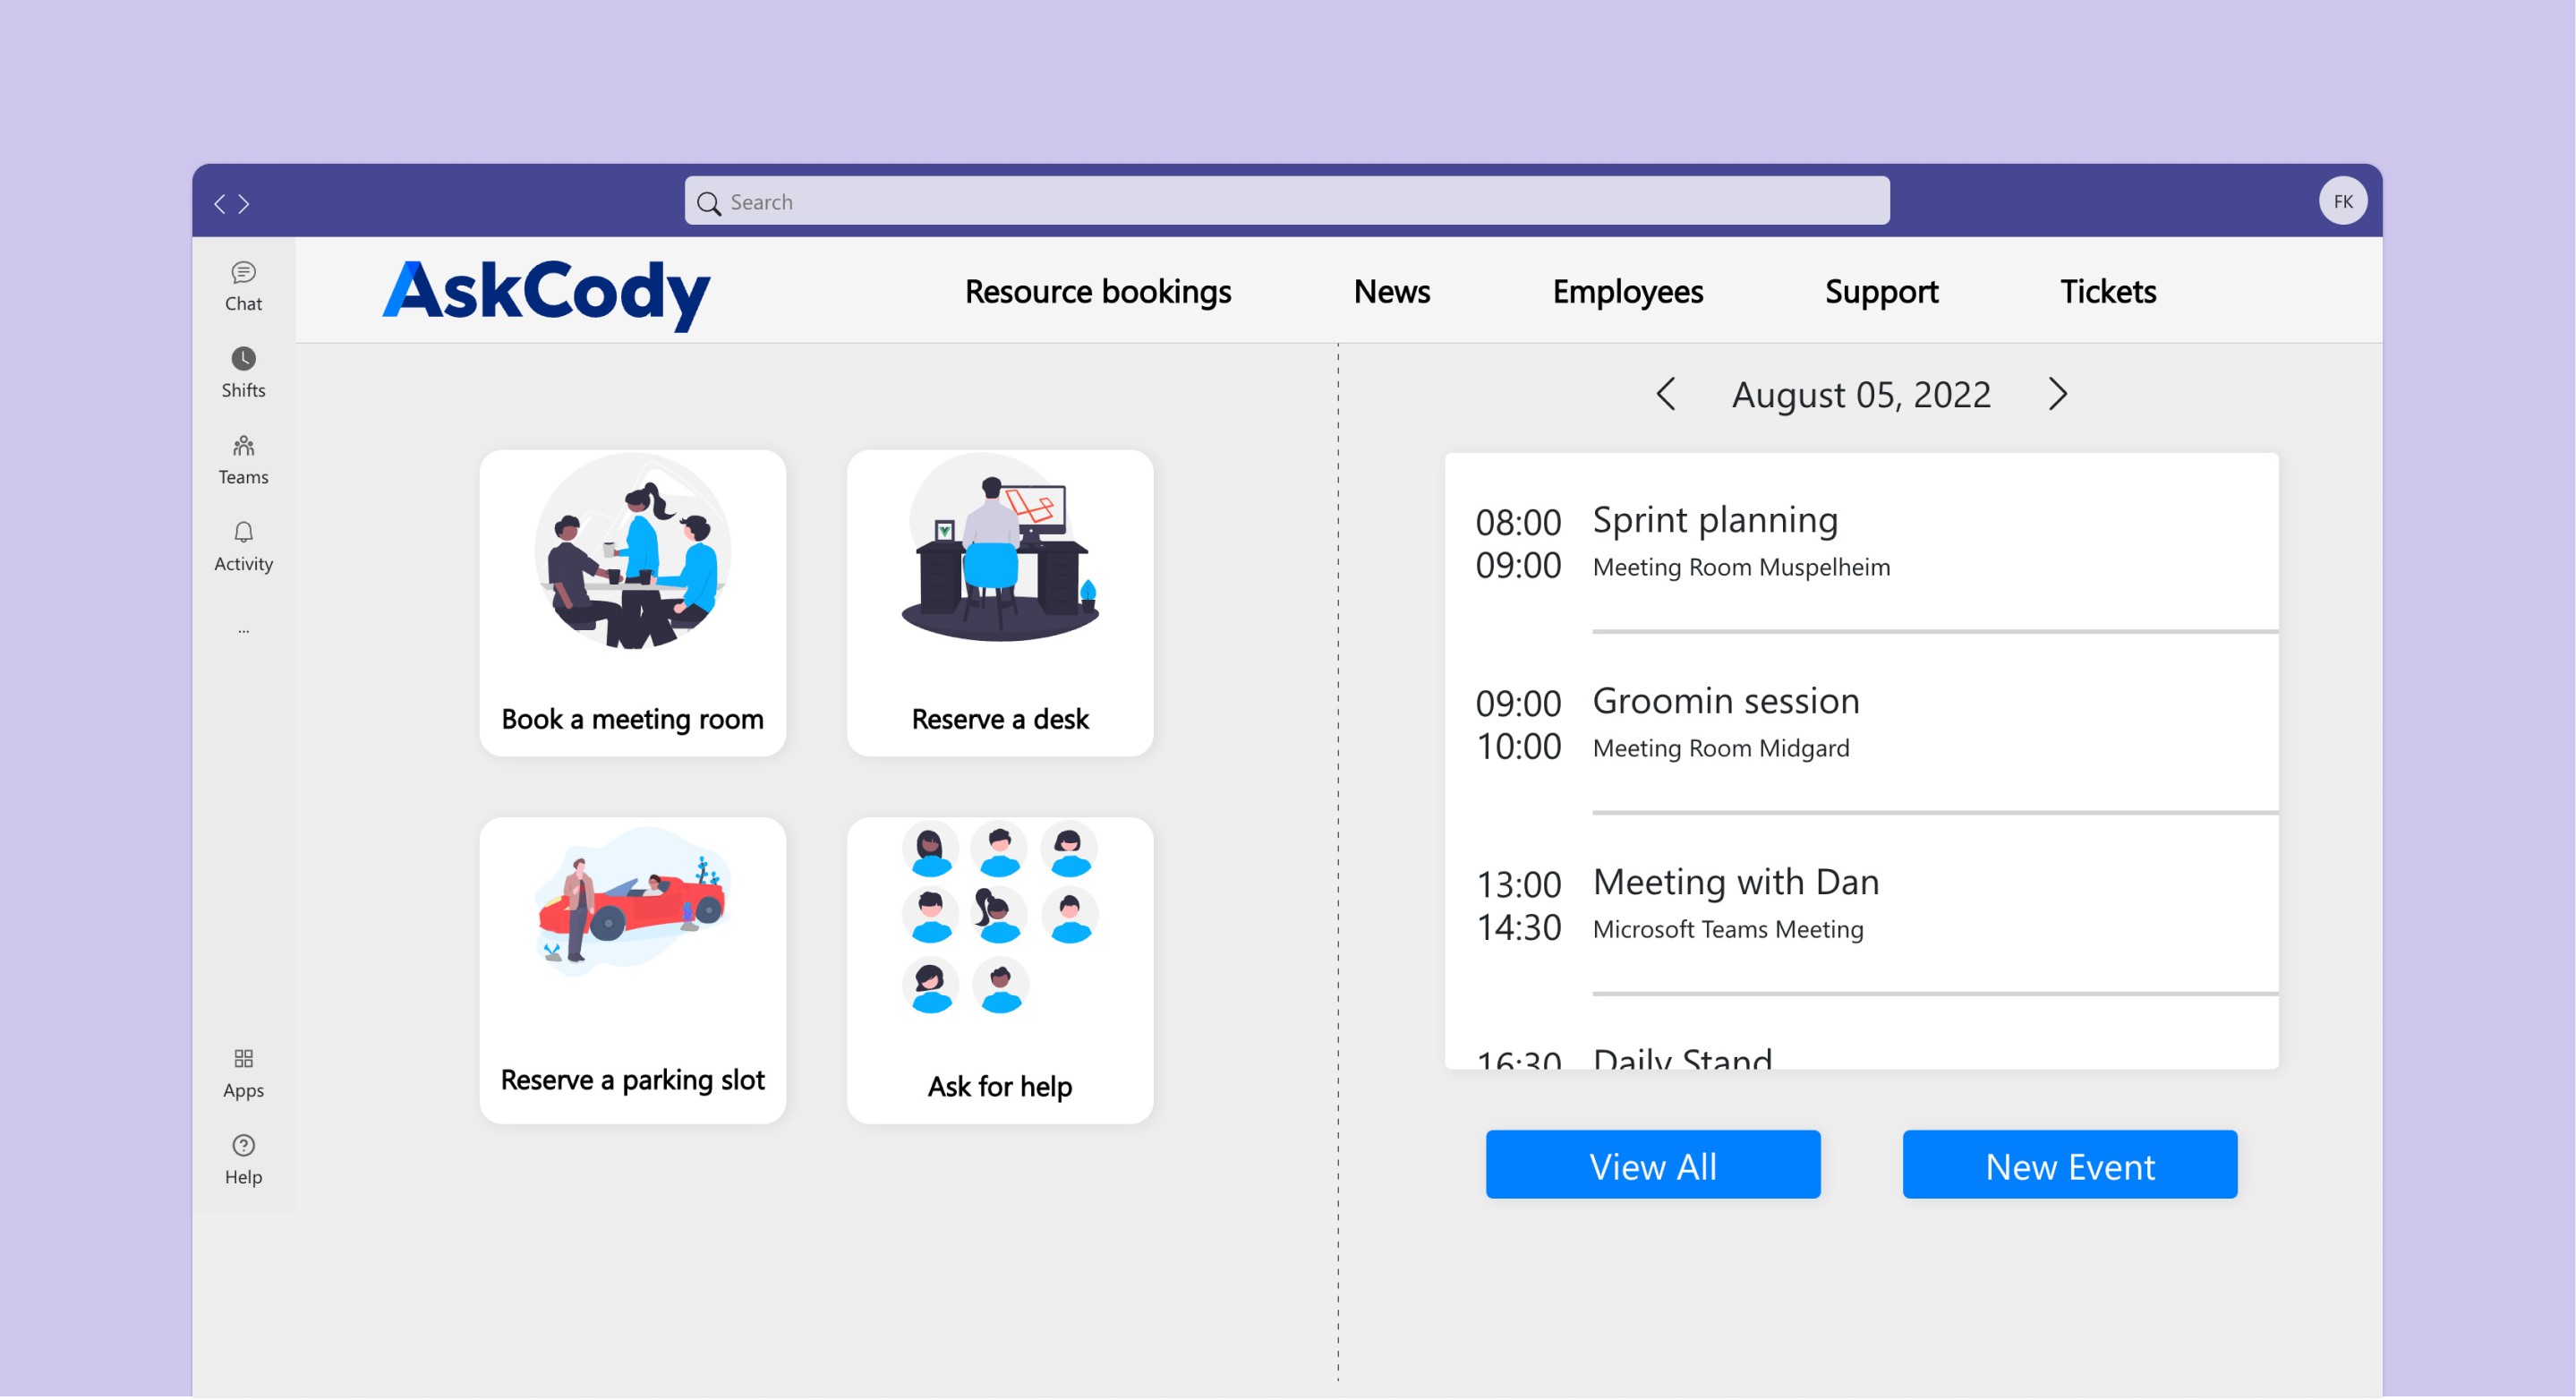 Search
FK
Chat
Shifts
Teams
Activity
...
Apps
Help
AskCody
Resource bookings
News
Employees
Support
Tickets
Book a meeting room
Reserve a desk
Reserve a parking slot
Ask for help
August 05, 2022
08:00 Sprint planning
09:00 Meeting Room Muspelheim
09:00 Groomin session
10:00 Meeting Room Midgard
13:00 Meeting with Dan
14:30 Microsoft Teams Meeting
16:30 Daily Stand
View All
New Event